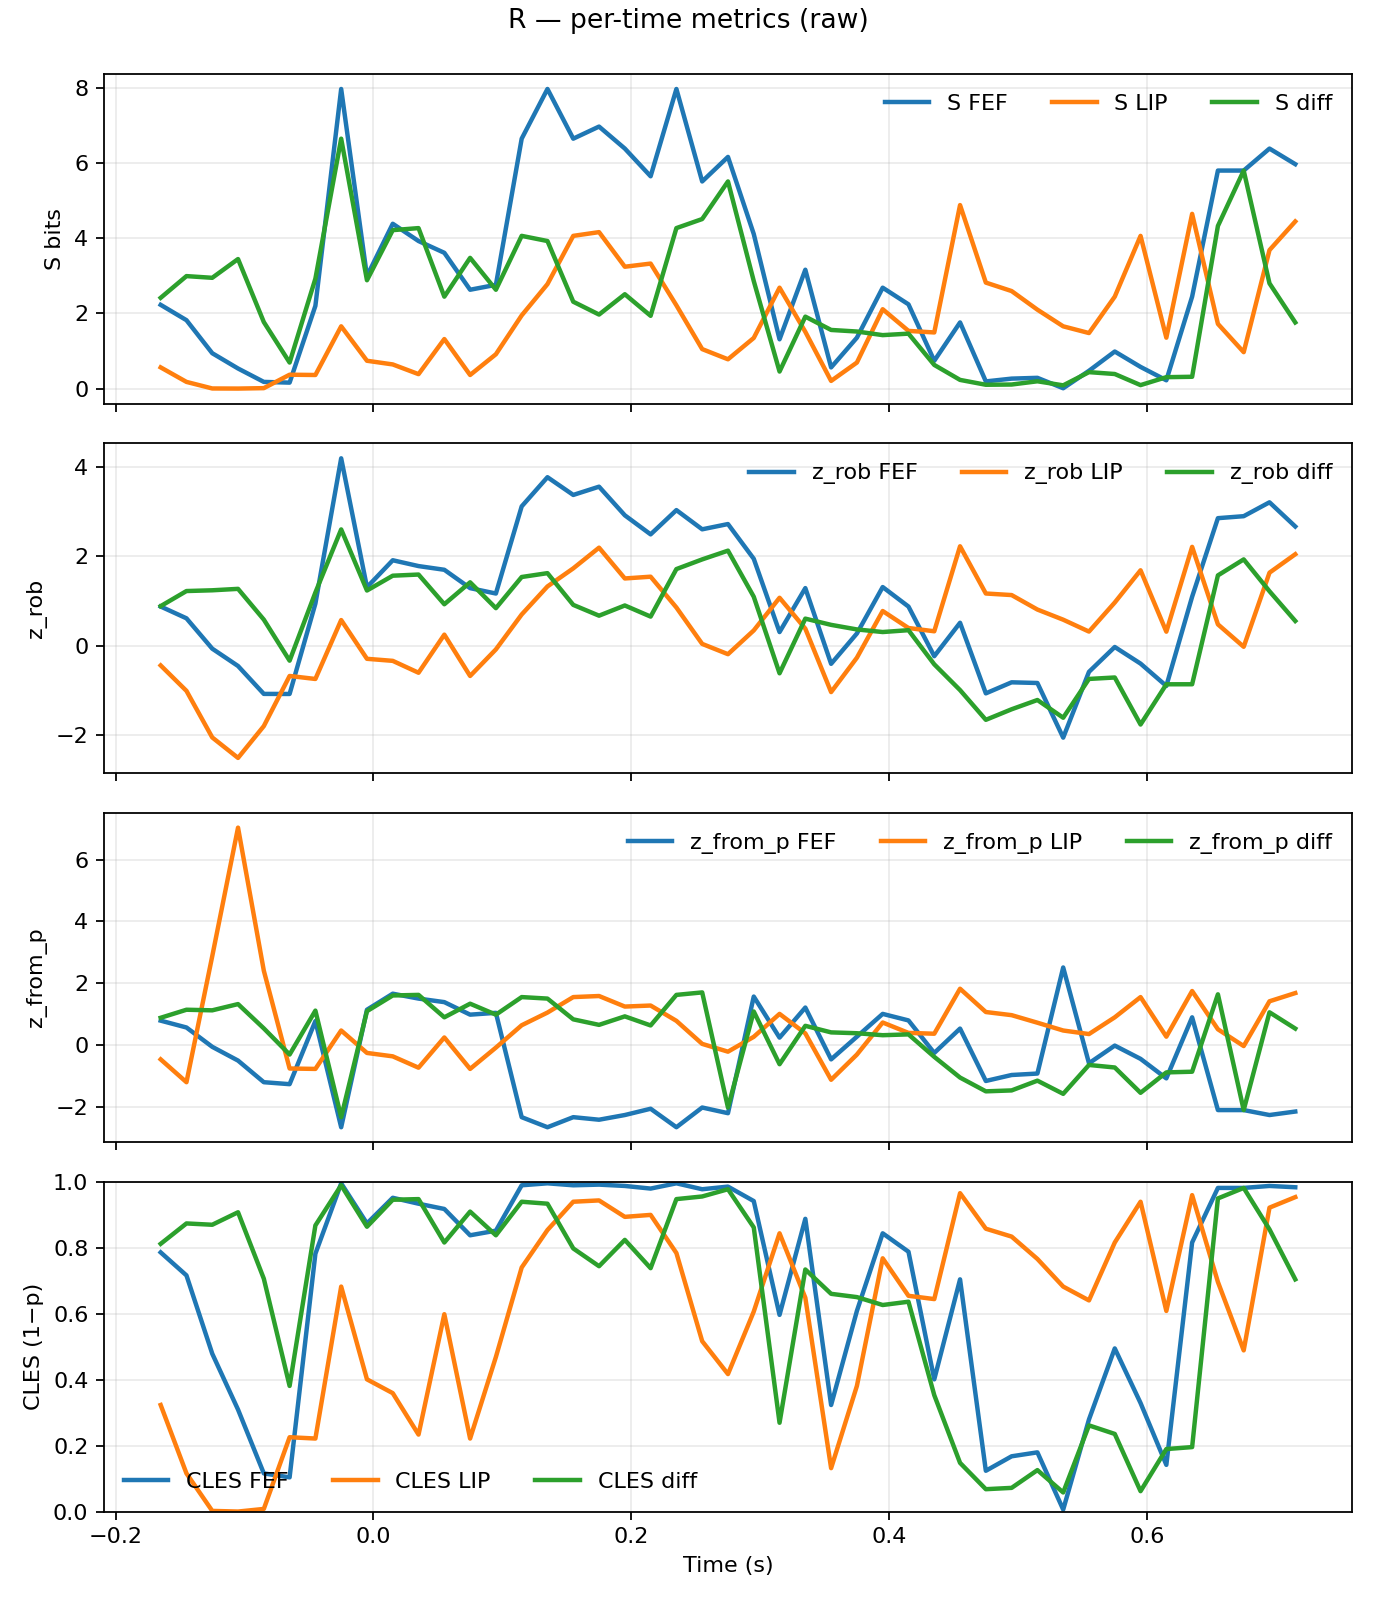 R — per-time metrics (raw)
S FEF S LIP S diff
8
6
4
2
0
S bits
z_rob FEF z_rob LIP z_rob diff
4
2
0
−2
z_rob
z_from_p FEF z_from_p LIP z_from_p diff
6
4
2
0
−2
z_from_p
1.0
0.8
0.6
0.4
0.2
0.0
CLES (1−p)
CLES FEF CLES LIP CLES diff
−0.2 0.0 0.2 0.4 0.6
Time (s)